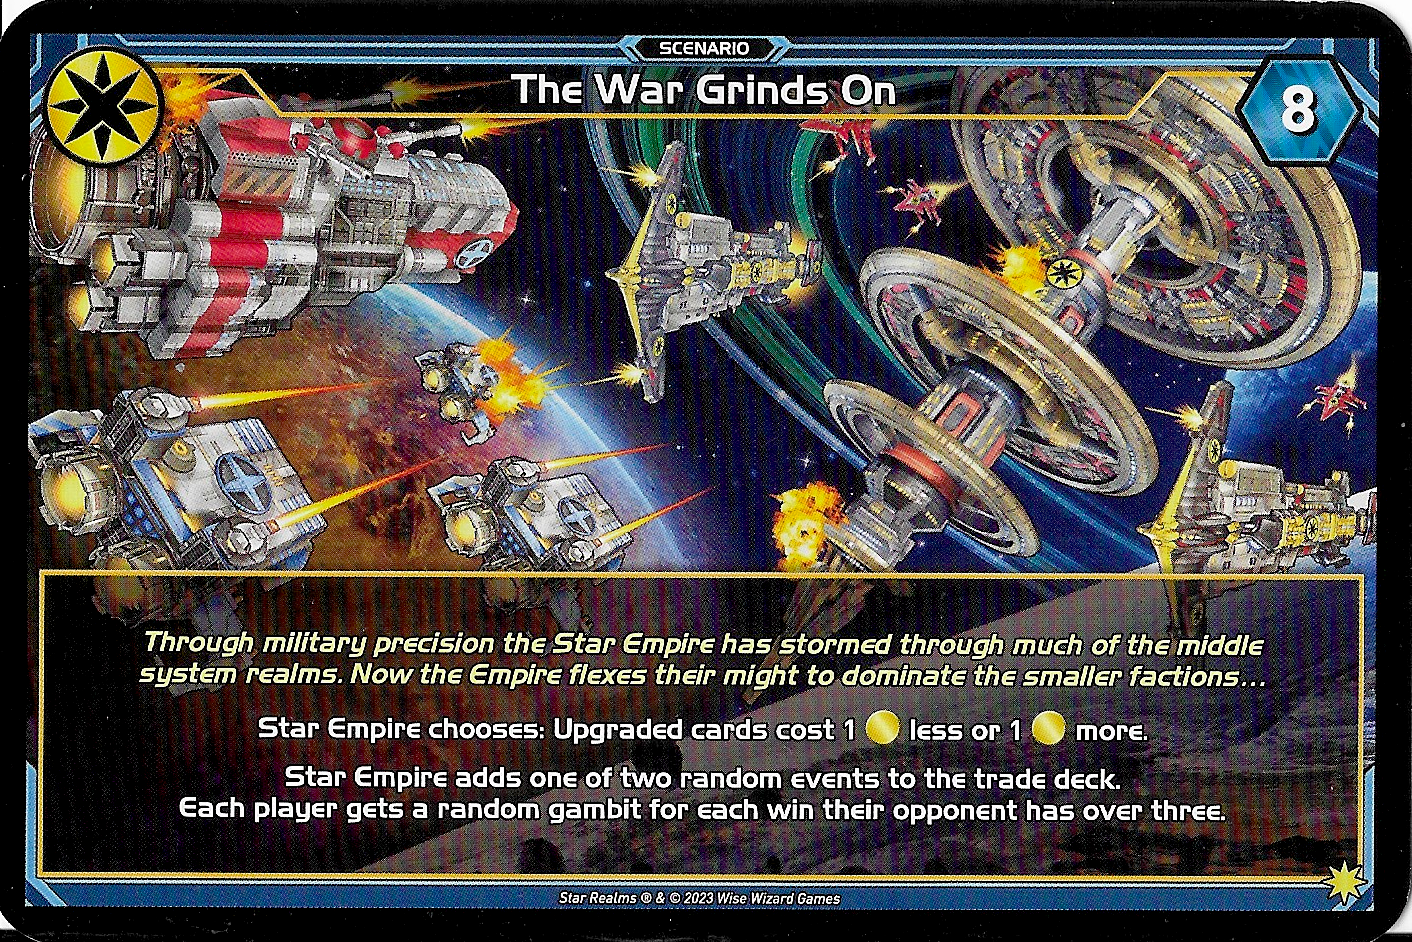 SCENARIO
The War Grinds On
8
Through military precision the Star Empire has stormed through much of the middle
system realms. Now the Empire flexes their might to dominate the smaller factions...
Star Empire chooses: Upgraded cards cost 1 less or 1 more.
Star Empire adds one of two random events to the trade deck.
Each player gets a random gambit for each win their opponent has over three.
Star Realms ® & © 2023 Wise Wizard Games